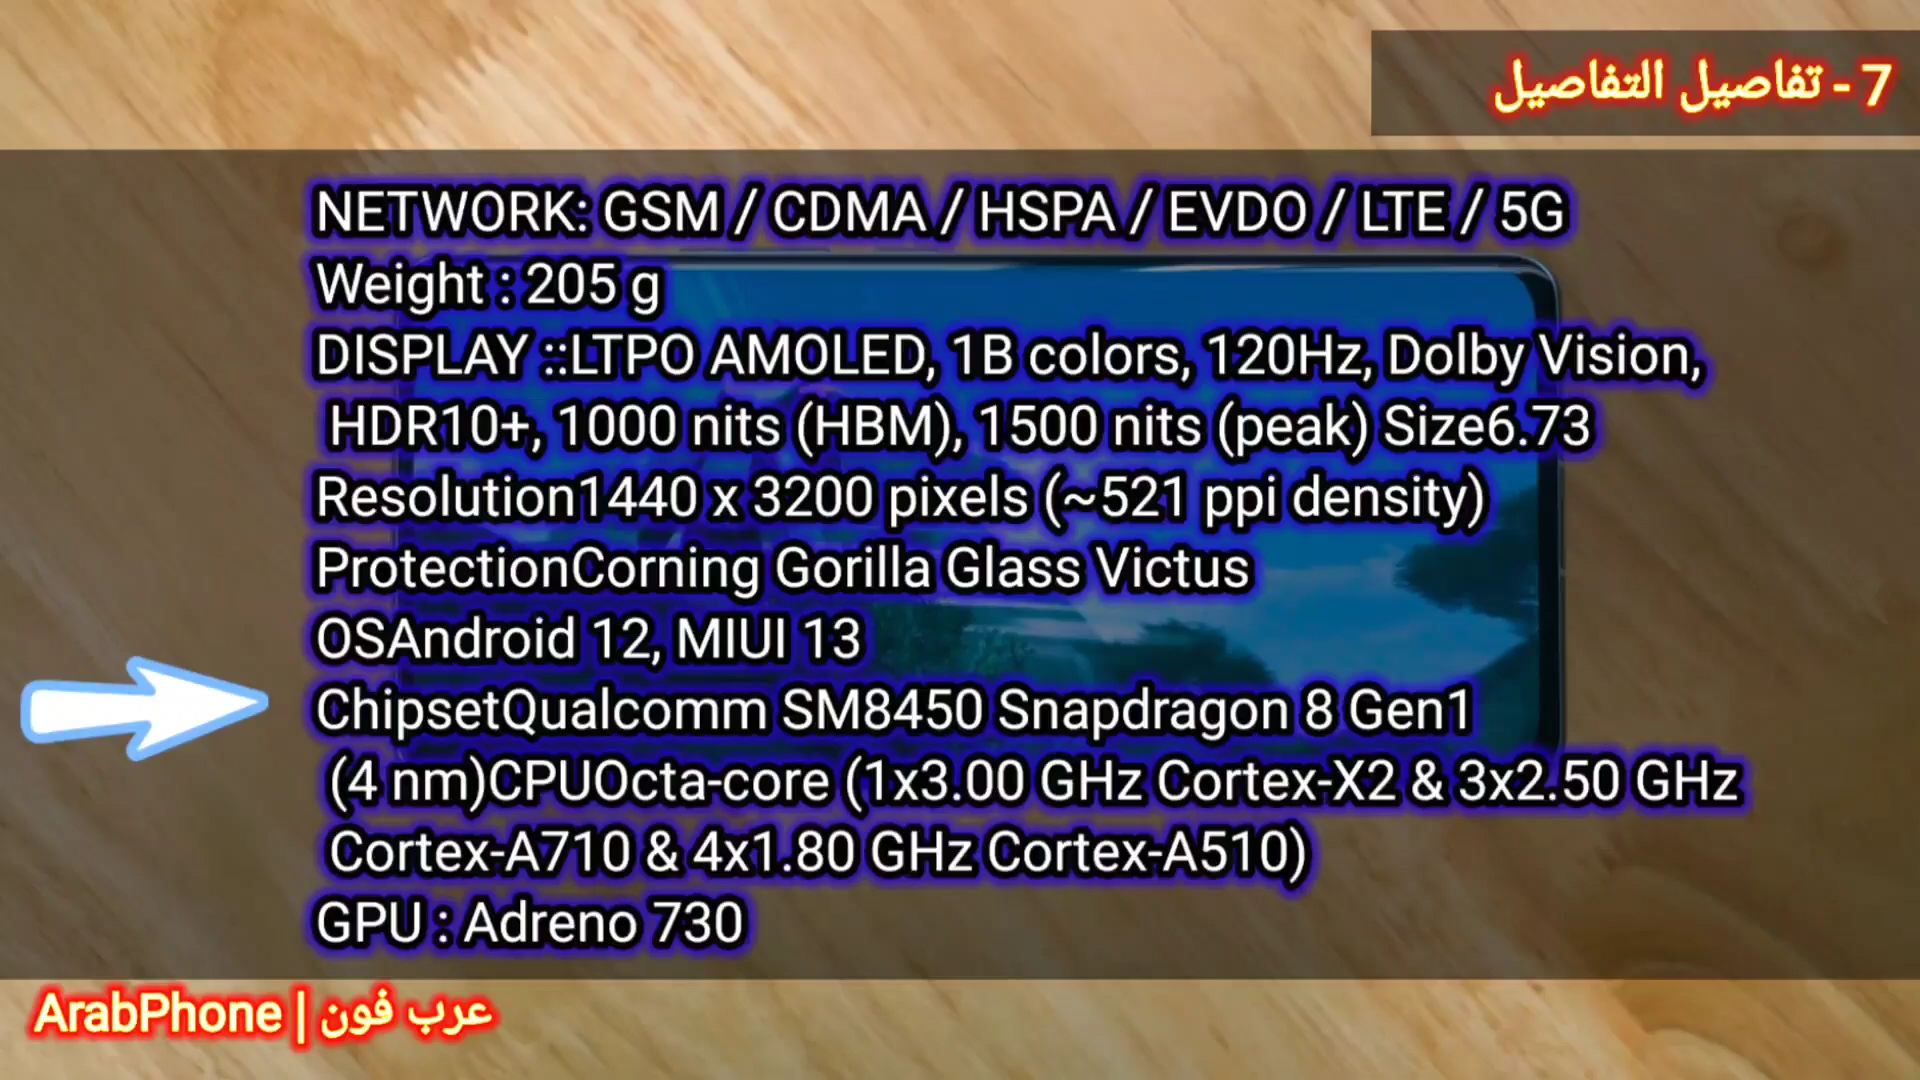 7 - تفاصيل التفاصيل
NETWORK: GSM / CDMA / HSPA / EVDO / LTE / 5G
Weight : 205 g
DISPLAY ::LTPO AMOLED, 1B colors, 120Hz, Dolby Vision,
HDR10+, 1000 nits (HBM), 1500 nits (peak) Size6.73
Resolution1440 x 3200 pixels (~521 ppi density)
ProtectionCorning Gorilla Glass Victus
OSAndroid 12, MIUI 13
ChipsetQualcomm SM8450 Snapdragon 8 Gen1
(4 nm)CPUOcta-core (1x3.00 GHz Cortex-X2 & 3x2.50 GHz
Cortex-A710 & 4x1.80 GHz Cortex-A510)
GPU : Adreno 730
ArabPhone | عرب فون